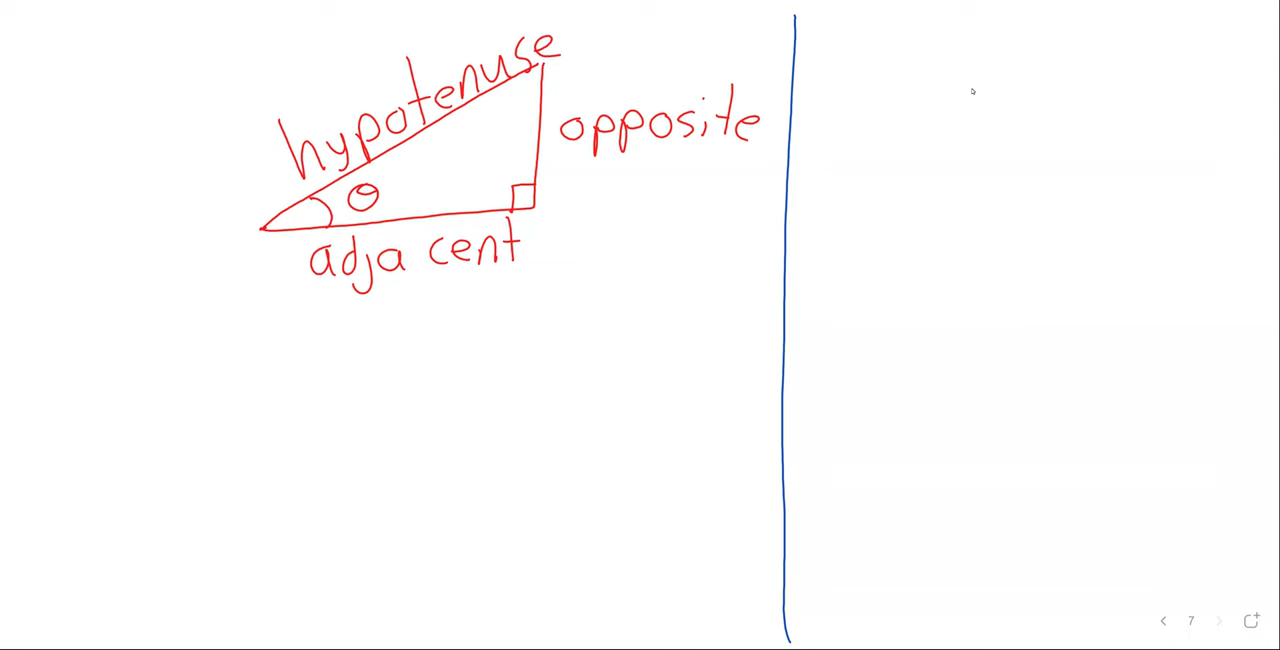 hypotenuse
opposite
θ
adja cent
< 7 >